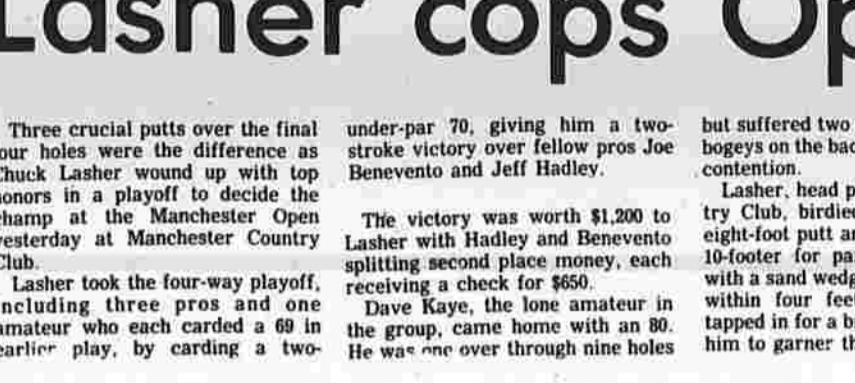 Lasher cops Op
Three crucial putts over the final
our holes were the difference as
Chuck Lasher wound up with top
honors in a playoff to decide the
champ at the Manchester Open
yesterday at Manchester Country
Club.
Lasher took the four-way playoff,
including three pros and one
amateur who each carded a 69 in
earlier play, by carding a two-
under-par 70, giving him a two-
stroke victory over fellow pros Joe
Benevento and Jeff Hadley.
The victory was worth $1,200 to
Lasher with Hadley and Benevento
splitting second place money, each
receiving a check for $650.
Dave Kaye, the lone amateur in
the group, came home with an 80.
He was one over through nine holes
but suffered two
bogeys on the bac
contention.
Lasher, head p
try Club, birdie
eight-foot putt a
10-footer for pa
with a sand wedg
within four fee
tapped in for a b
him to garner th